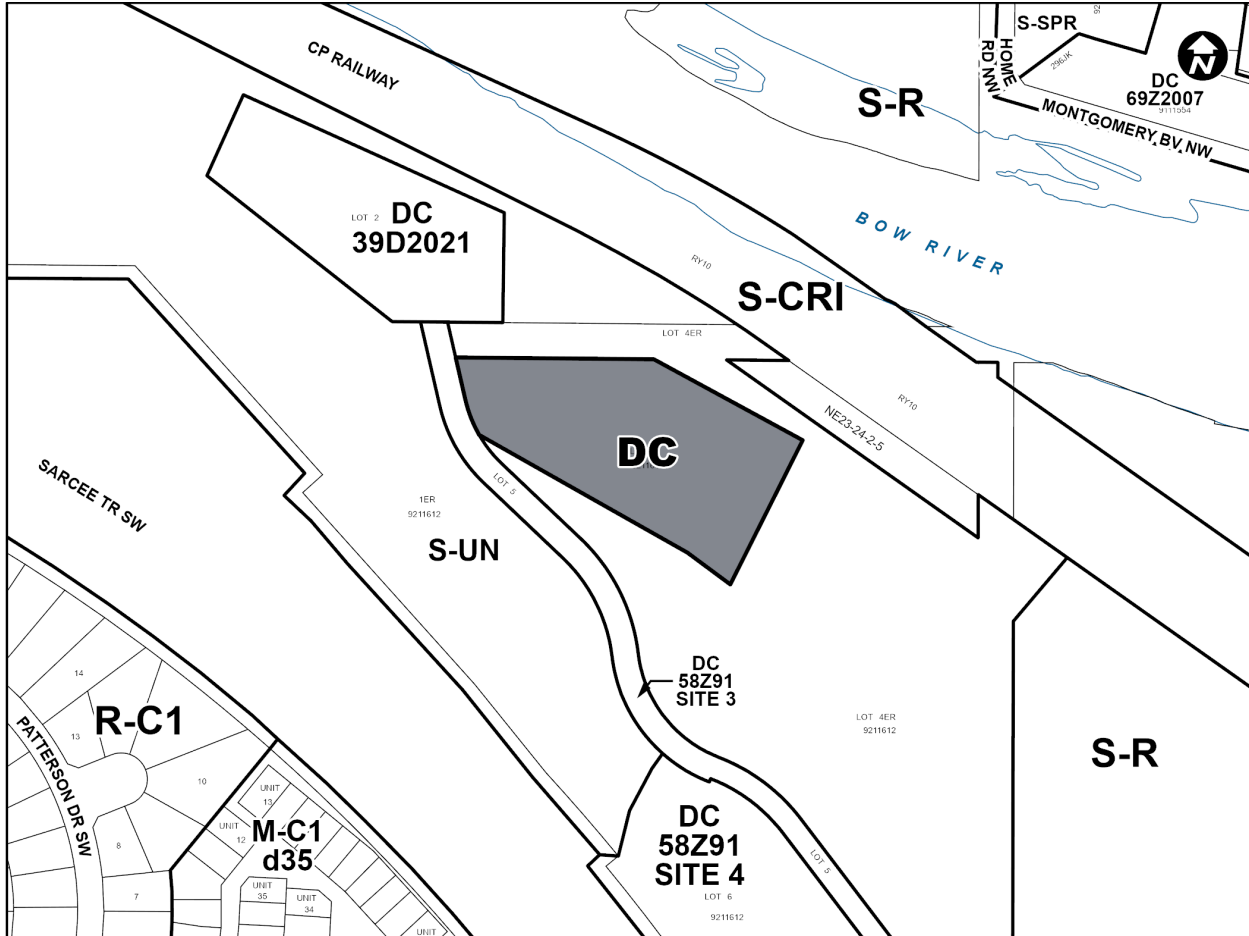 S-SPR
92
HOME
RD NW
296JK
N
DC
69Z2007
9111554
MONTGOMERY BV NW
CP RAILWAY
S-R
LOT 2
DC
39D2021
BOW RIVER
RY10
S-CRI
LOT 4ER
RY10
NE23-24-2-5
DC
SARCEE TR SW
LOT 5
1ER
9211612
S-UN
DC
58Z91
SITE 3
LOT 4ER
9211612
S-R
14
R-C1
13
10
PATTERSON DR SW
8
7
UNIT
13
UNIT
12
M-C1
d35
UNIT
35
UNIT
34
UNIT
DC
58Z91
SITE 4
LOT 6
9211612
LOT 5